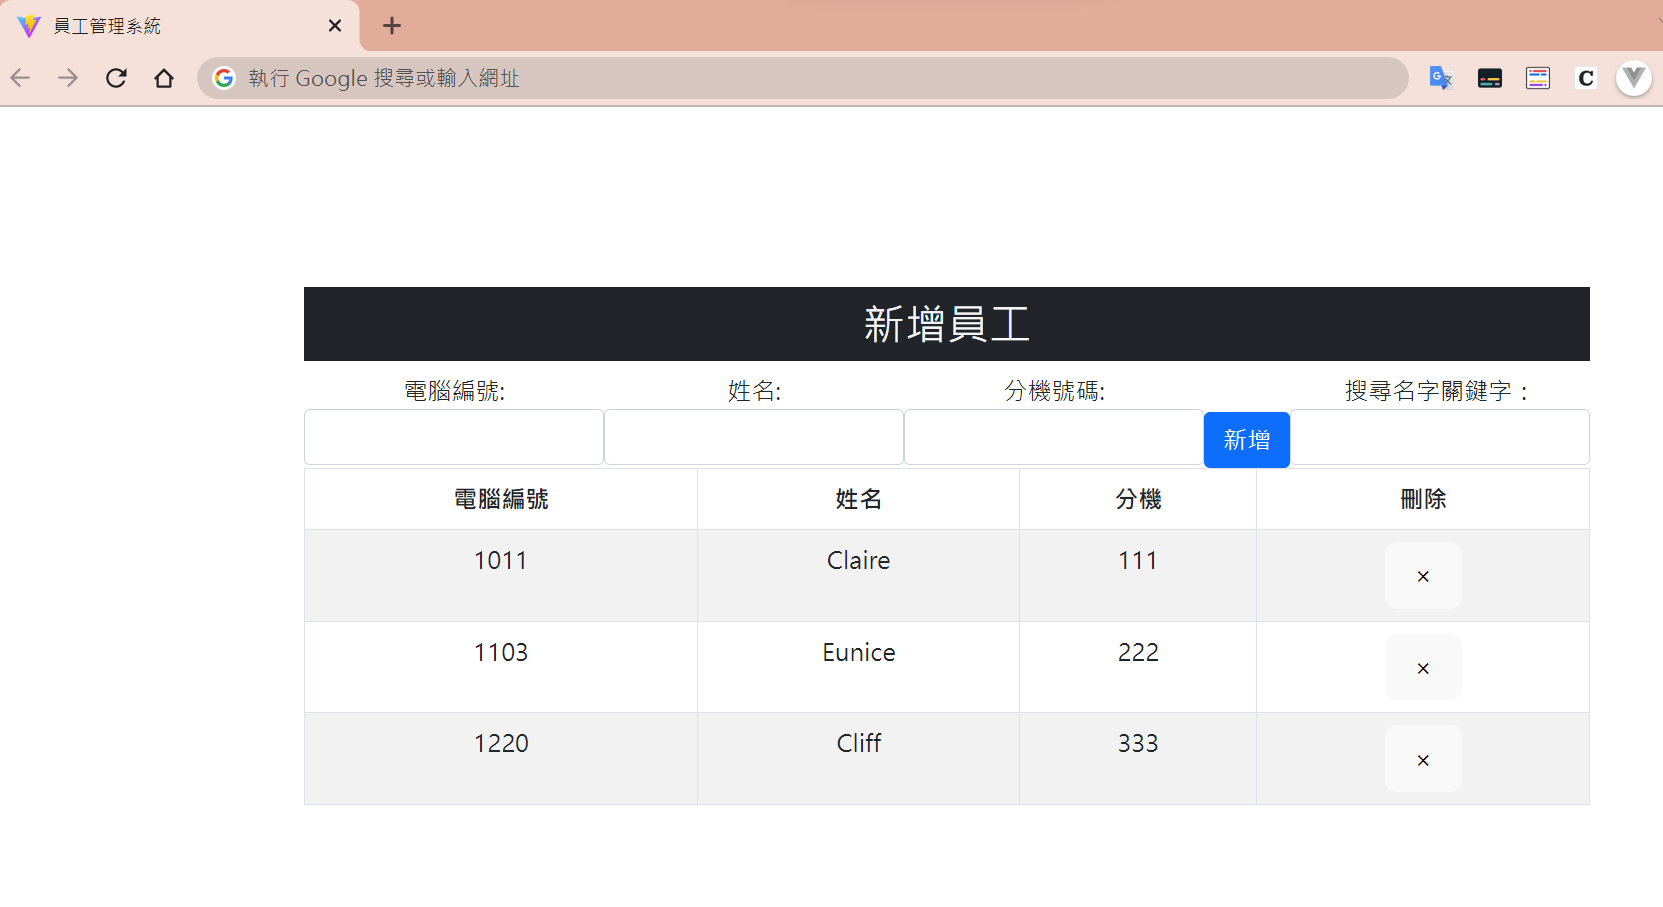 員工管理系統
執行 Google 搜尋或輸入網址
新增員工
電腦編號: 姓名: 分機號碼: 搜尋名字關鍵字：
新增
電腦編號 姓名 分機 刪除
1011 Claire 111 ×
1103 Eunice 222 ×
1220 Cliff 333 ×